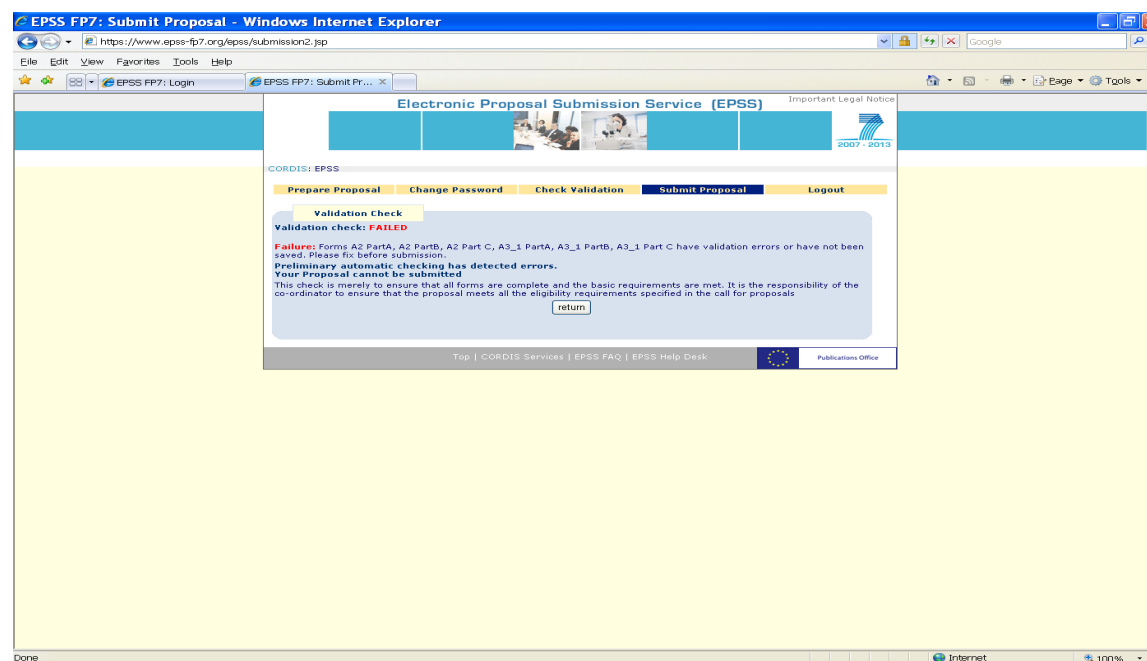 EPSS FP7: Submit Proposal - Windows Internet Explorer
https://www.epss-fp7.org/epss/submission2.jsp
Google
File Edit View Favorites Tools Help
EPSS FP7: Login
EPSS FP7: Submit Pr...
Page Tools
Electronic Proposal Submission Service (EPSS)
Important Legal Notice
2007 - 2013
CORDIS: EPSS
Prepare Proposal Change Password Check Validation Submit Proposal Logout
Validation Check
Validation check: FAILED
Failure: Forms A2 PartA, A2 PartB, A2 Part C, A3_1 PartA, A3_1 PartB, A3_1 Part C have validation errors or have not been
saved. Please fix before submission.
Preliminary automatic checking has detected errors.
Your Proposal cannot be submitted
This check is merely to ensure that all forms are complete and the basic requirements are met. It is the responsibility of the
co-ordinator to ensure that the proposal meets all the eligibility requirements specified in the call for proposals
return
Top | CORDIS Services | EPSS FAQ | EPSS Help Desk
Publications Office
Done
Internet
100%